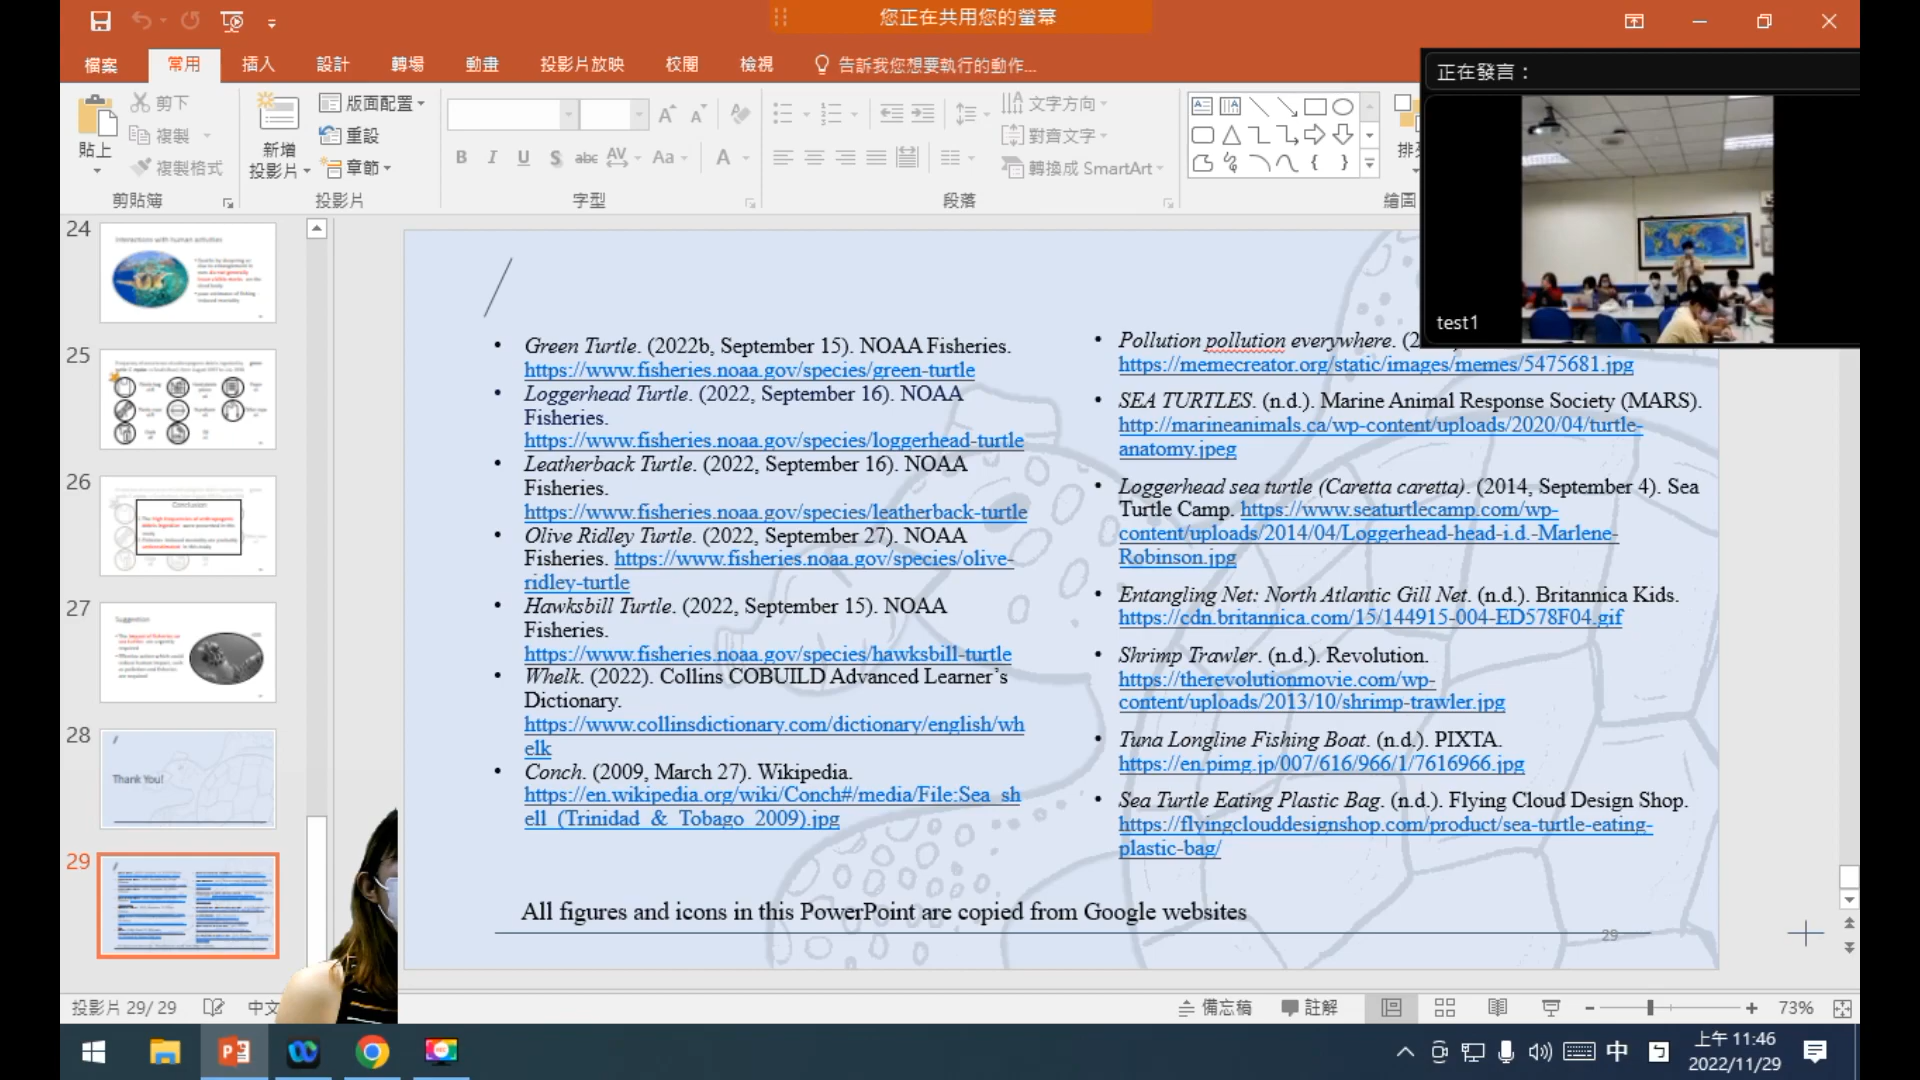 您正在共用您的螢幕
檔案 常用 插入 設計 轉場 動畫 投影片放映 校閱 檢視 告訴我您想要執行的動作...
正在發言：
test1
貼上
剪下
複製
複製格式
剪貼簿
新增
投影片
版面配置
重設
章節
投影片
B I U S abc AV Aa A
字型
文字方向
對齊文字
轉換成 SmartArt
段落
繪圖
24
Interactions with human activities
25
26
Conclusion
27
Suggestion
28
Thank You!
29
Green Turtle. (2022b, September 15). NOAA Fisheries.
https://www.fisheries.noaa.gov/species/green-turtle
Loggerhead Turtle. (2022, September 16). NOAA
Fisheries.
https://www.fisheries.noaa.gov/species/loggerhead-turtle
Leatherback Turtle. (2022, September 16). NOAA
Fisheries.
https://www.fisheries.noaa.gov/species/leatherback-turtle
Olive Ridley Turtle. (2022, September 27). NOAA
Fisheries. https://www.fisheries.noaa.gov/species/olive-
ridley-turtle
Hawksbill Turtle. (2022, September 15). NOAA
Fisheries.
https://www.fisheries.noaa.gov/species/hawksbill-turtle
Whelk. (2022). Collins COBUILD Advanced Learner’s
Dictionary.
https://www.collinsdictionary.com/dictionary/english/wh
elk
Conch. (2009, March 27). Wikipedia.
https://en.wikipedia.org/wiki/Conch#/media/File:Sea_sh
ell_(Trinidad_&_Tobago_2009).jpg
Pollution pollution everywhere. (2
https://memecreator.org/static/images/memes/5475681.jpg
SEA TURTLES. (n.d.). Marine Animal Response Society (MARS).
http://marineanimals.ca/wp-content/uploads/2020/04/turtle-
anatomy.jpeg
Loggerhead sea turtle (Caretta caretta). (2014, September 4). Sea
Turtle Camp. https://www.seaturtlecamp.com/wp-
content/uploads/2014/04/Loggerhead-head-i.d.-Marlene-
Robinson.jpg
Entangling Net: North Atlantic Gill Net. (n.d.). Britannica Kids.
https://cdn.britannica.com/15/144915-004-ED578F04.gif
Shrimp Trawler. (n.d.). Revolution.
https://therevolutionmovie.com/wp-
content/uploads/2013/10/shrimp-trawler.jpg
Tuna Longline Fishing Boat. (n.d.). PIXTA.
https://en.pimg.jp/007/616/966/1/7616966.jpg
Sea Turtle Eating Plastic Bag. (n.d.). Flying Cloud Design Shop.
https://flyingclouddesignshop.com/product/sea-turtle-eating-
plastic-bag/
All figures and icons in this PowerPoint are copied from Google websites
29
投影片 29/ 29 中文
備忘稿 註解 73%
中
上午 11:46
2022/11/29